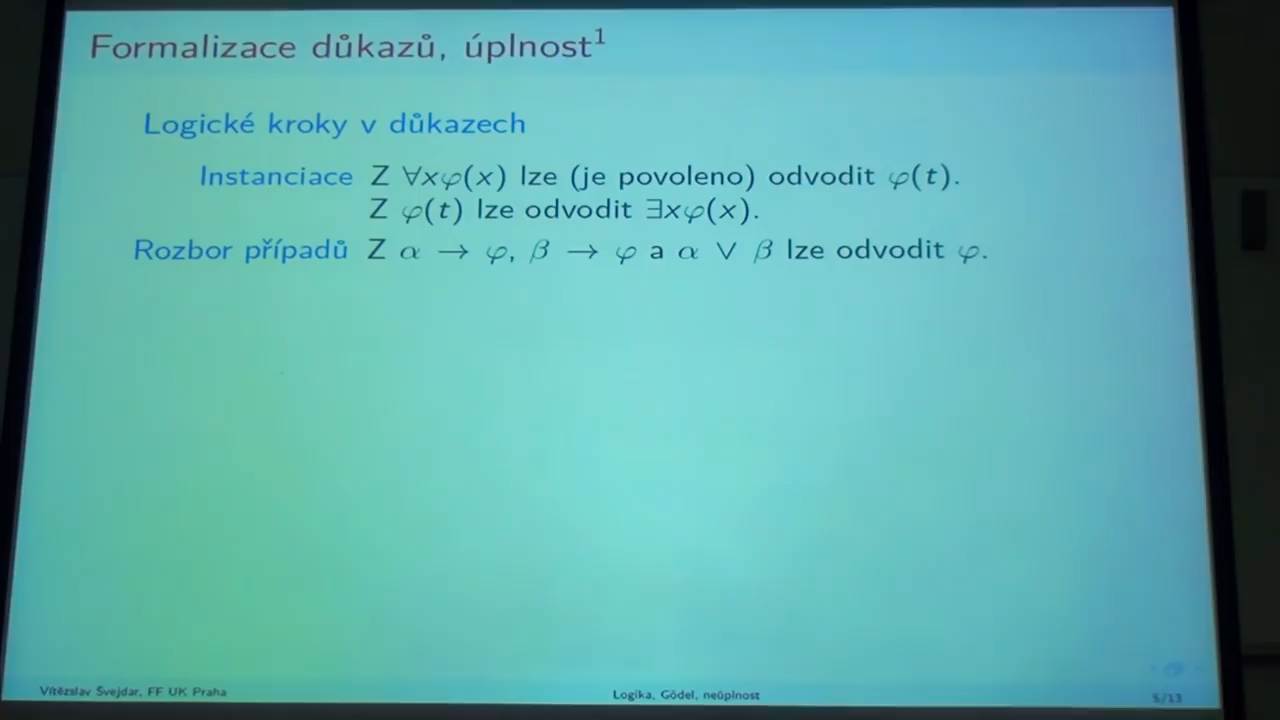 Formalizace důkazů, úplnost¹
Logické kroky v důkazech
Instanciace Z ∀xφ(x) lze (je povoleno) odvodit φ(t).
Z φ(t) lze odvodit ∃xφ(x).
Rozbor případů Z α → φ, β → φ a α ∨ β lze odvodit φ.
Vítězslav Švejdar, FF UK Praha
Logika, Gödel, neúplnost
5/13